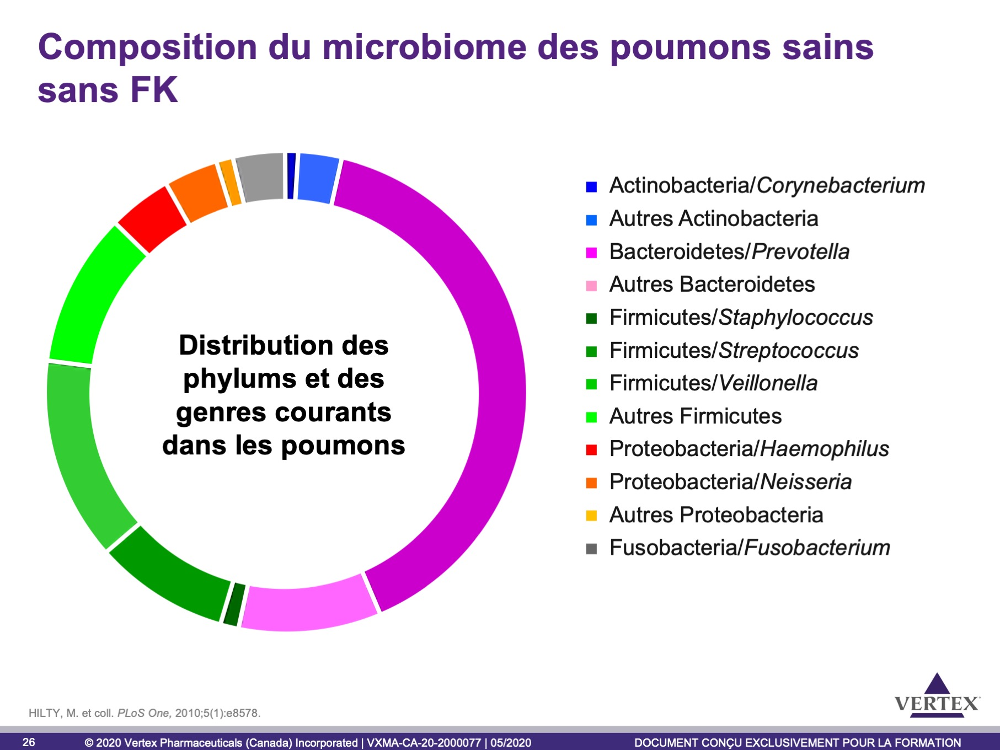 Composition du microbiome des poumons sains
sans FK
Distribution des
phylums et des
genres courants
dans les poumons
Actinobacteria/Corynebacterium
Autres Actinobacteria
Bacteroidetes/Prevotella
Autres Bacteroidetes
Firmicutes/Staphylococcus
Firmicutes/Streptococcus
Firmicutes/Veillonella
Autres Firmicutes
Proteobacteria/Haemophilus
Proteobacteria/Neisseria
Autres Proteobacteria
Fusobacteria/Fusobacterium
VERTEX
HILTY, M. et coll. PLoS One, 2010;5(1):e8578.
26 © 2020 Vertex Pharmaceuticals (Canada) Incorporated | VXMA-CA-20-2000077 | 05/2020 DOCUMENT CONÇU EXCLUSIVEMENT POUR LA FORMATION